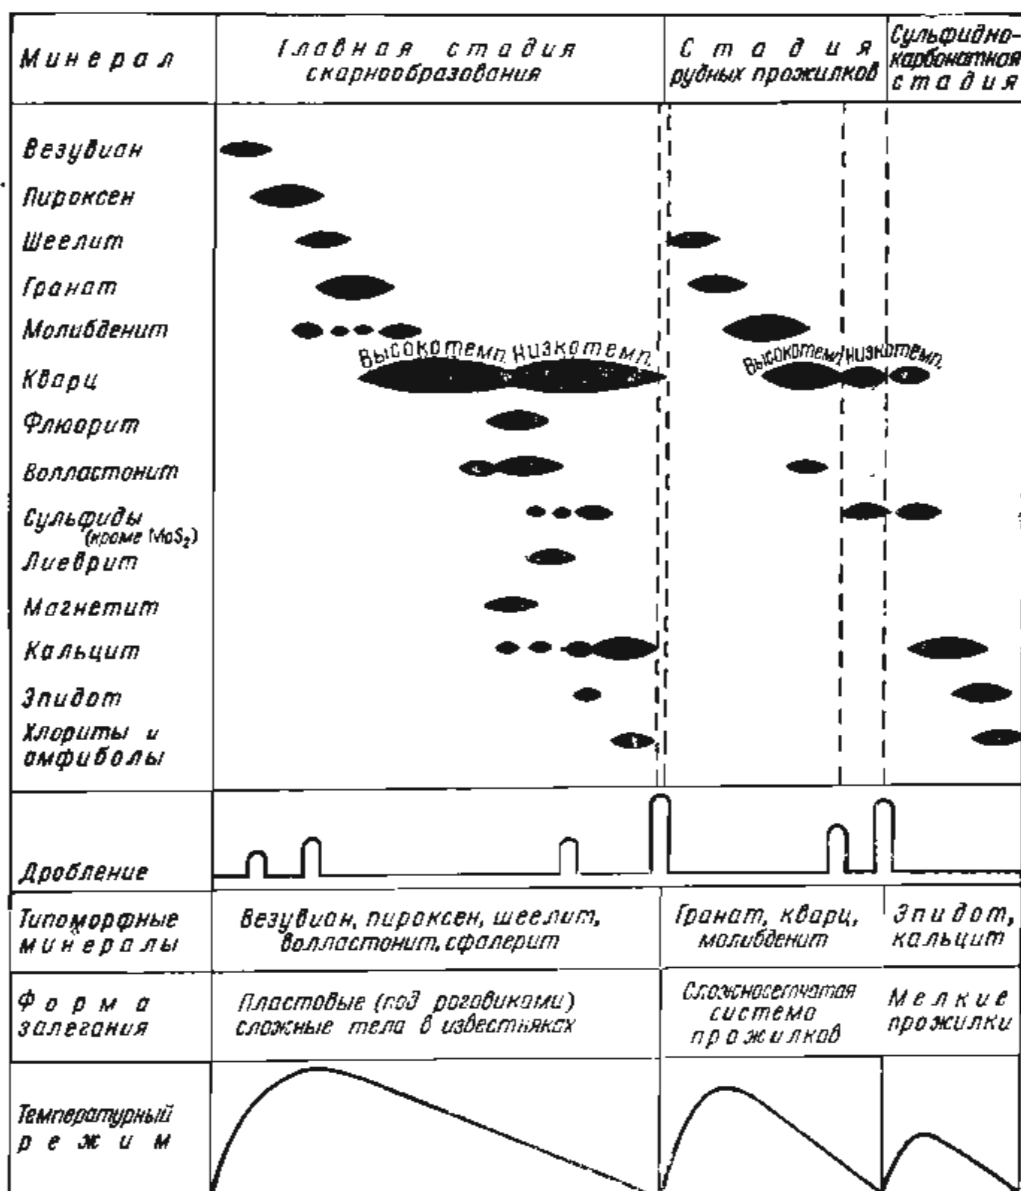 Минерал
Главная стадия
скарнообразования
Стадия
рудных прожилков
Сульфидно-
карбонатная
стадия
Везувиан
Пироксен
Шеелит
Гранат
Молибденит
Высокотемп. Низкотемп.
Высокотемп. Низкотемп.
Кварц
Флюорит
Волластонит
Сульфиды
(кроме MoS₂)
Лиеврит
Магнетит
Кальцит
Эпидот
Хлориты и
амфиболы
Дробление
Типоморфные
минералы
Везувиан, пироксен, шеелит,
волластонит, сфалерит
Гранат, кварц,
молибденит
Эпидот,
кальцит
Форма
залегания
Пластовые (под роговиками)
сложные тела в известняках
Сложносетчатая
система
прожилков
Мелкие
прожилки
Температурный
режим